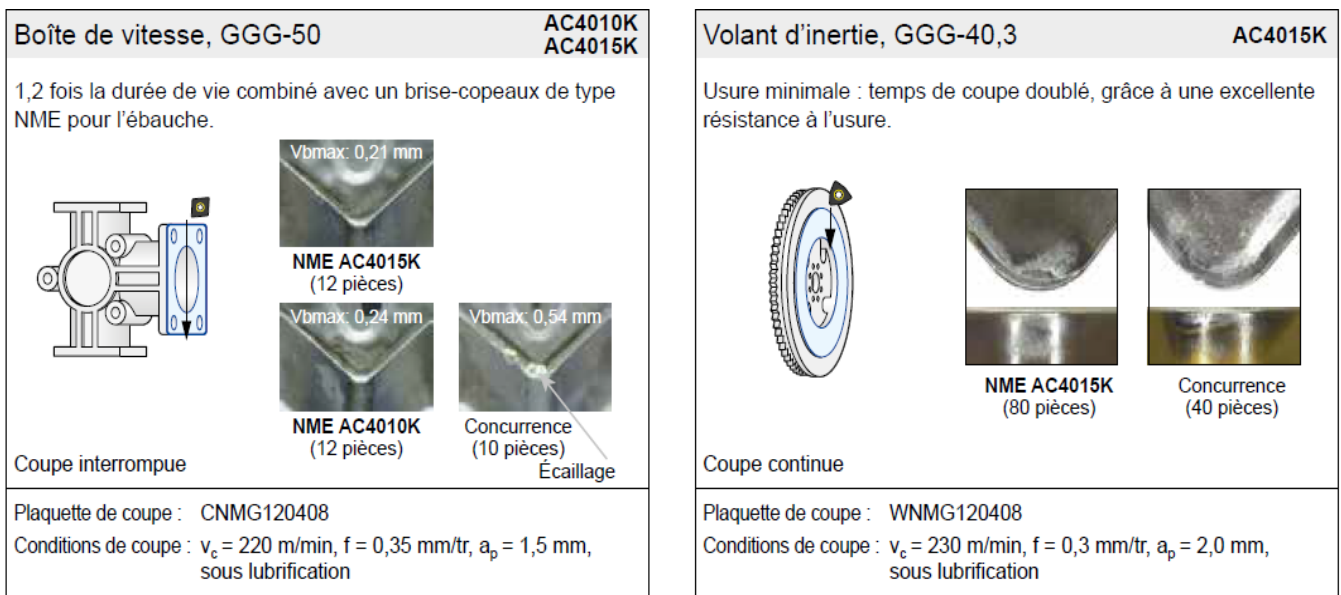 Boîte de vitesse, GGG-50
AC4010K
AC4015K
1,2 fois la durée de vie combiné avec un brise-copeaux de type
NME pour l’ébauche.
Vbmax: 0,21 mm
NME AC4015K
(12 pièces)
Vbmax: 0,24 mm
Vbmax: 0,54 mm
NME AC4010K
(12 pièces)
Concurrence
(10 pièces)
Écaillage
Coupe interrompue
Plaquette de coupe : CNMG120408
Conditions de coupe : vc = 220 m/min, f = 0,35 mm/tr, ap = 1,5 mm,
sous lubrification
Volant d’inertie, GGG-40,3
AC4015K
Usure minimale : temps de coupe doublé, grâce à une excellente
résistance à l’usure.
NME AC4015K
(80 pièces)
Concurrence
(40 pièces)
Coupe continue
Plaquette de coupe : WNMG120408
Conditions de coupe : vc = 230 m/min, f = 0,3 mm/tr, ap = 2,0 mm,
sous lubrification